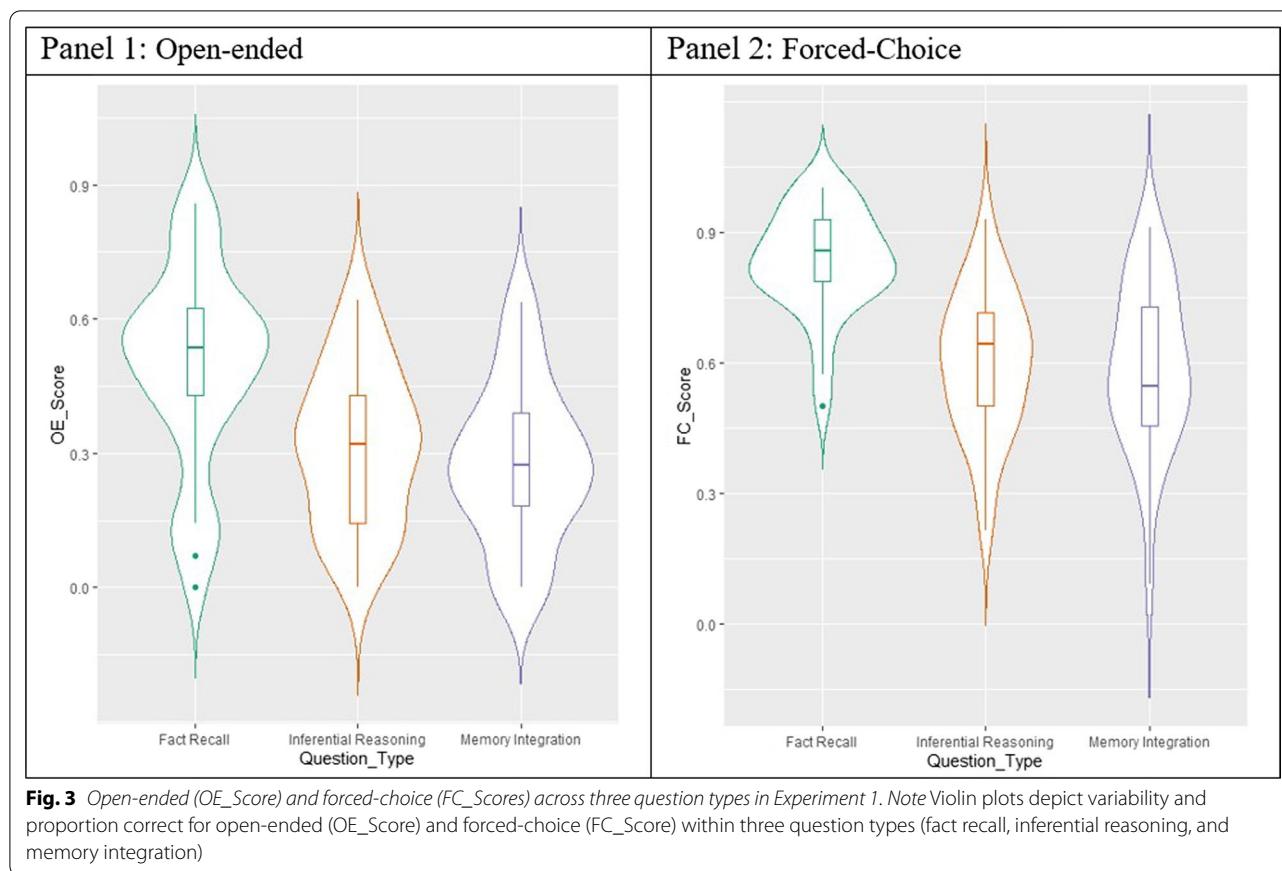 Panel 1: Open-ended
Panel 2: Forced-Choice
OE_Score
0.9
0.6
0.3
0.0
Fact Recall
Inferential Reasoning
Memory Integration
Question_Type
FC_Score
0.9
0.6
0.3
0.0
Fact Recall
Inferential Reasoning
Memory Integration
Question_Type
Fig. 3 Open-ended (OE_Score) and forced-choice (FC_Scores) across three question types in Experiment 1. Note Violin plots depict variability and
proportion correct for open-ended (OE_Score) and forced-choice (FC_Score) within three question types (fact recall, inferential reasoning, and
memory integration)